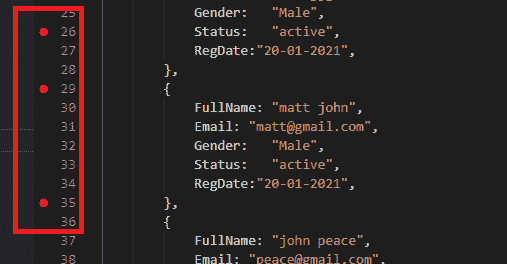 25 Gender:   "Male",
26 Status:   "active",
27 RegDate:"20-01-2021",
28 },
29 {
30 FullName: "matt john",
31 Email: "matt@gmail.com",
32 Gender:   "Male",
33 Status:   "active",
34 RegDate:"20-01-2021",
35 },
36 {
37 FullName: "john peace",
38 Email: "peace@gmail.com",